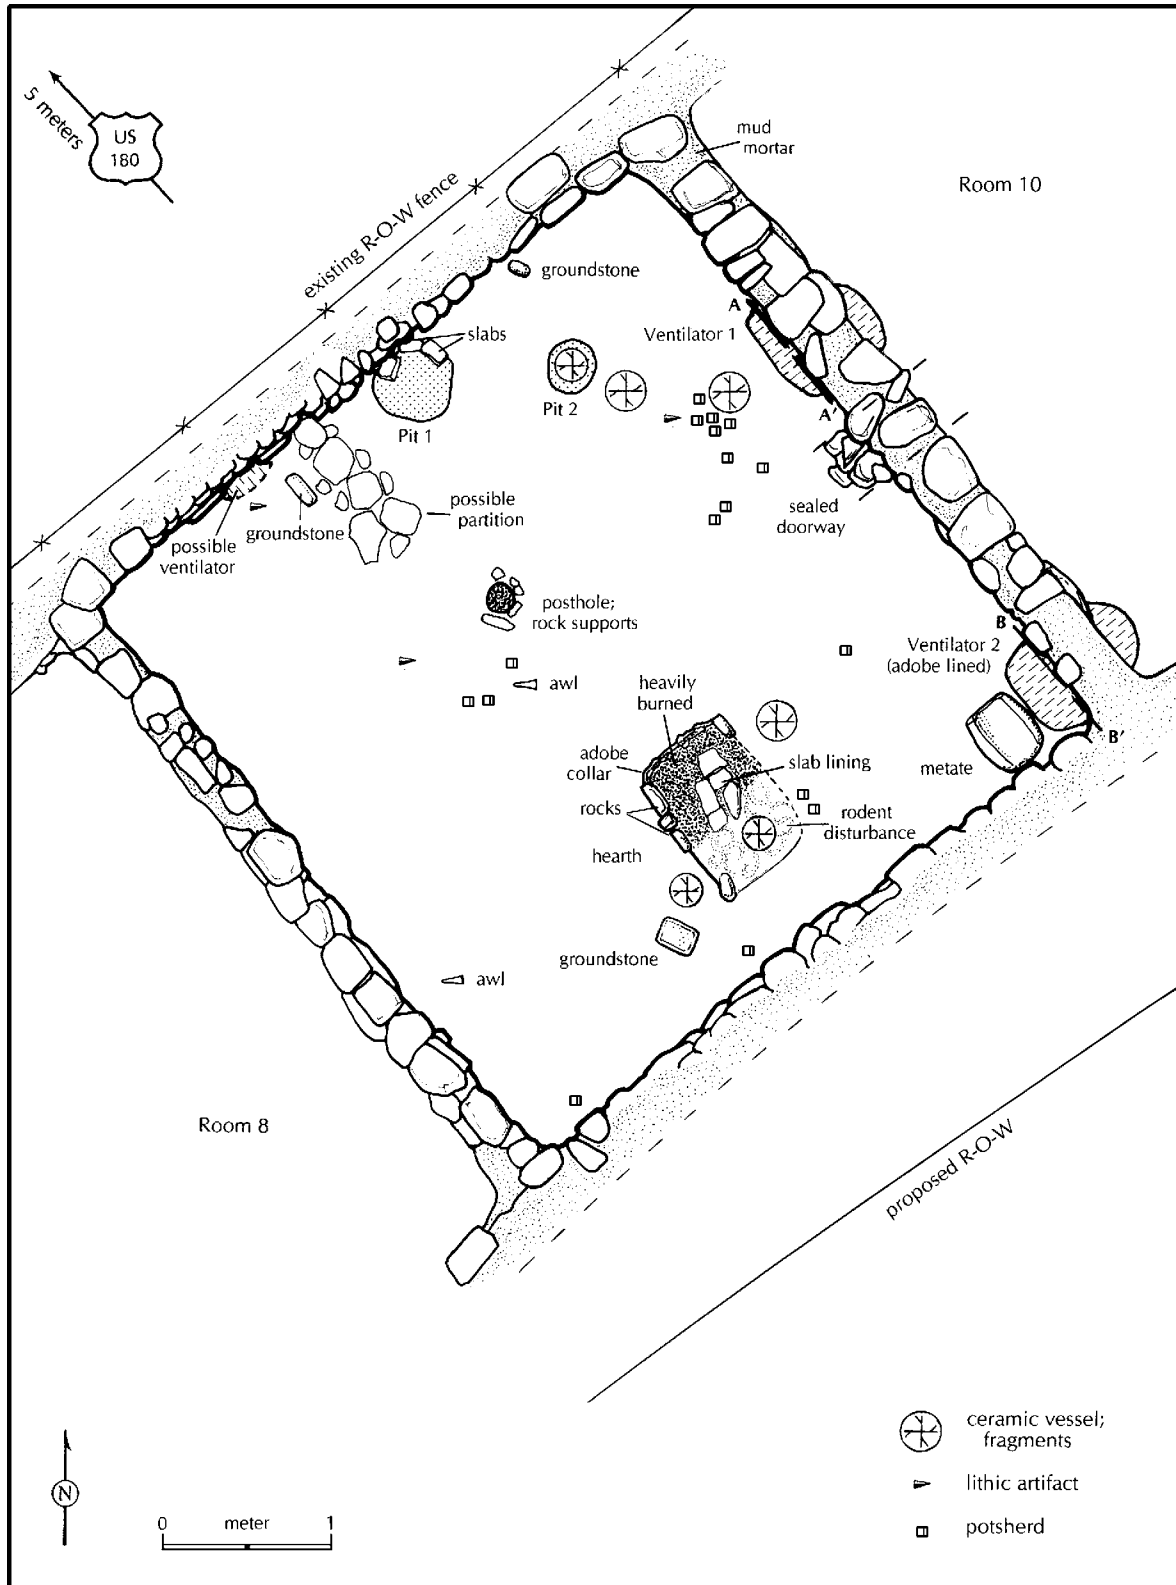 mud
mortar
5 meters
US
180
Room 10
existing R-O-W fence
groundstone
A
Ventilator 1
slabs
Pit 2
A'
Pit 1
possible
partition
sealed
doorway
groundstone
possible
ventilator
posthole;
rock supports
B
Ventilator 2
(adobe lined)
awl
heavily
burned
B'
adobe
collar
slab lining
metate
rocks
rodent
disturbance
hearth
groundstone
awl
Room 8
proposed R-O-W
ceramic vessel;
fragments
lithic artifact
potsherd
N
0 meter 1